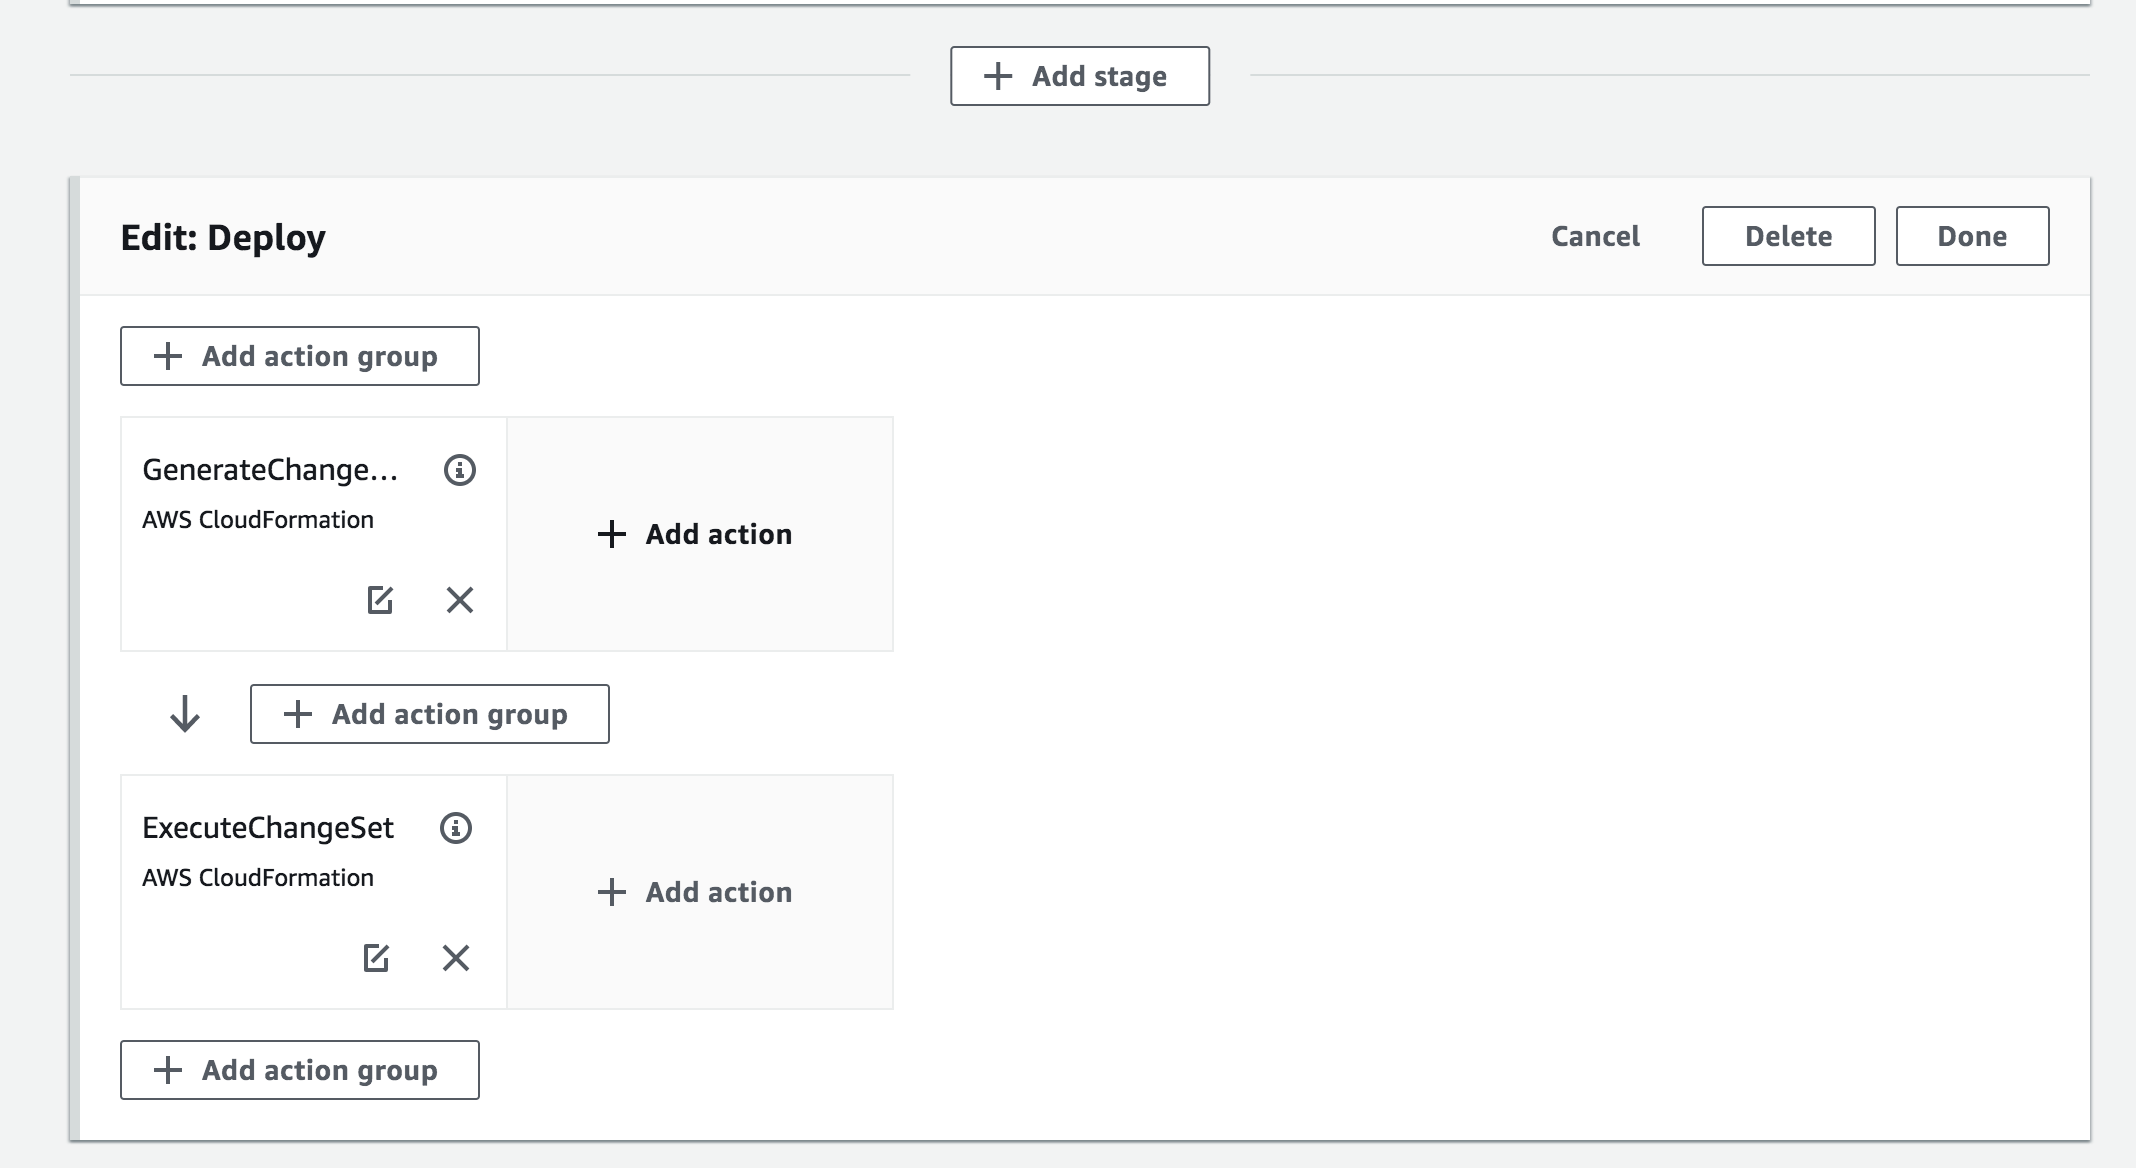 Add stage
Edit: Deploy
Cancel
Delete
Done
Add action group
GenerateChange...
AWS CloudFormation
Add action
Add action group
ExecuteChangeSet
AWS CloudFormation
Add action
Add action group